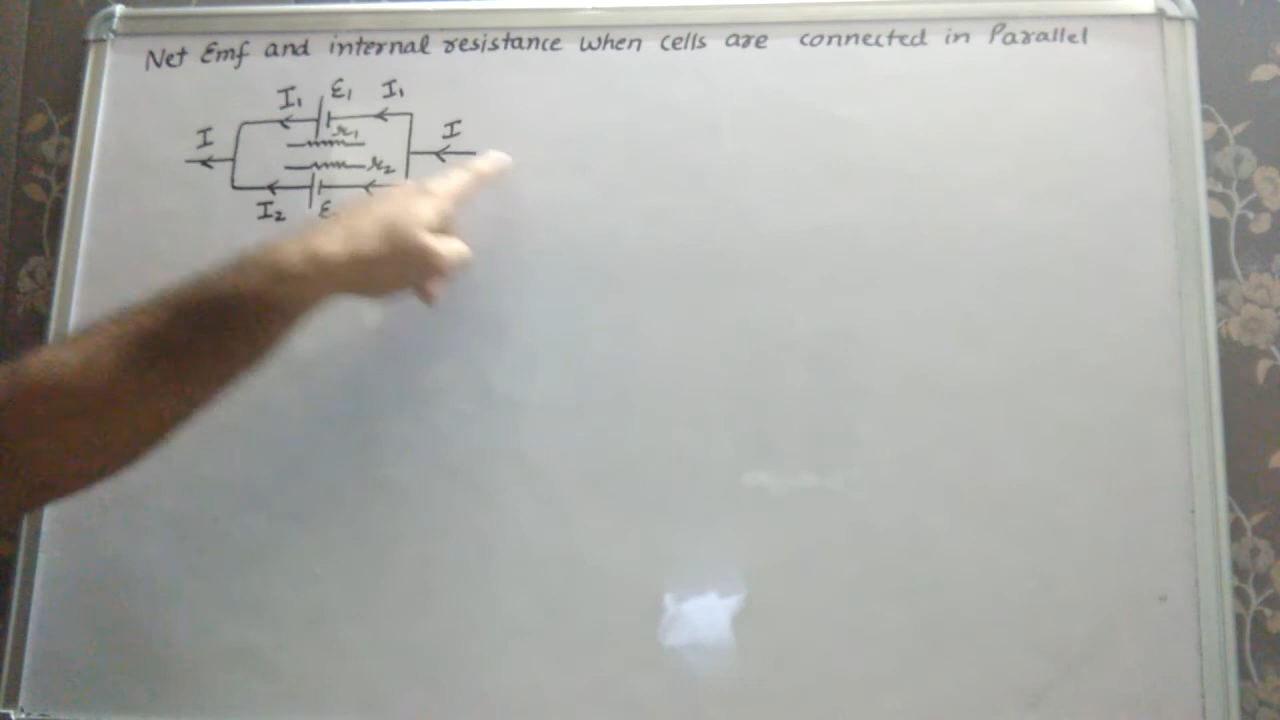 Net Emf and internal resistance when cells are connected in Parallel
I₁ ε₁ I₁
I r₁ I
r₂
I₂